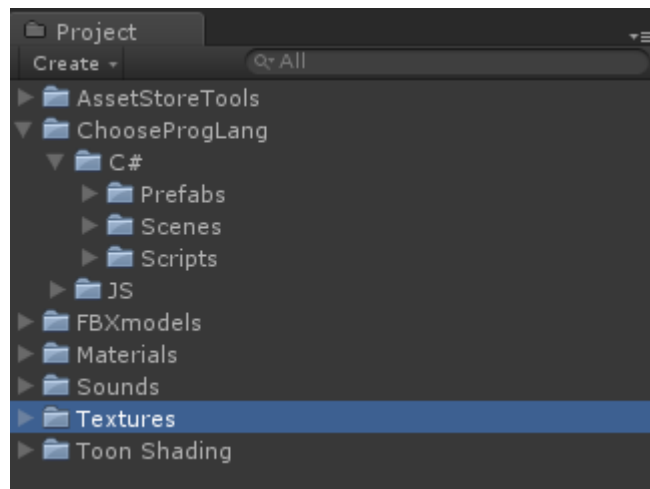 Project
Create
All
AssetStoreTools
ChooseProgLang
C#
Prefabs
Scenes
Scripts
JS
FBXmodels
Materials
Sounds
Textures
Toon Shading